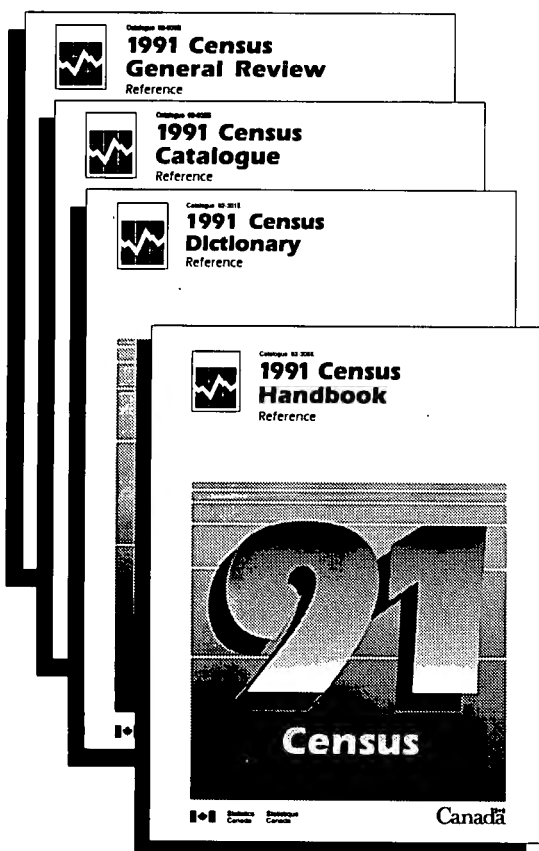 1991 Census
General Review
Reference
1991 Census
Catalogue
Reference
1991 Census
Dictionary
Reference
1991 Census
Handbook
Reference
91
Census
Statistics Statistique
Canada Canada
Canada